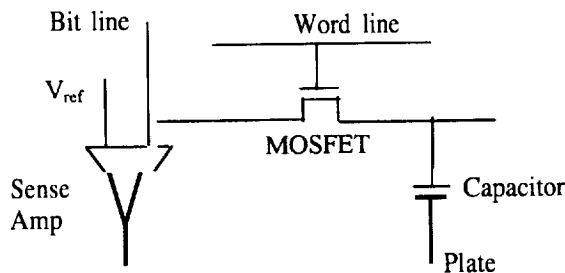 Bit line
Word line
V_ref
MOSFET
Sense
Amp
Capacitor
Plate